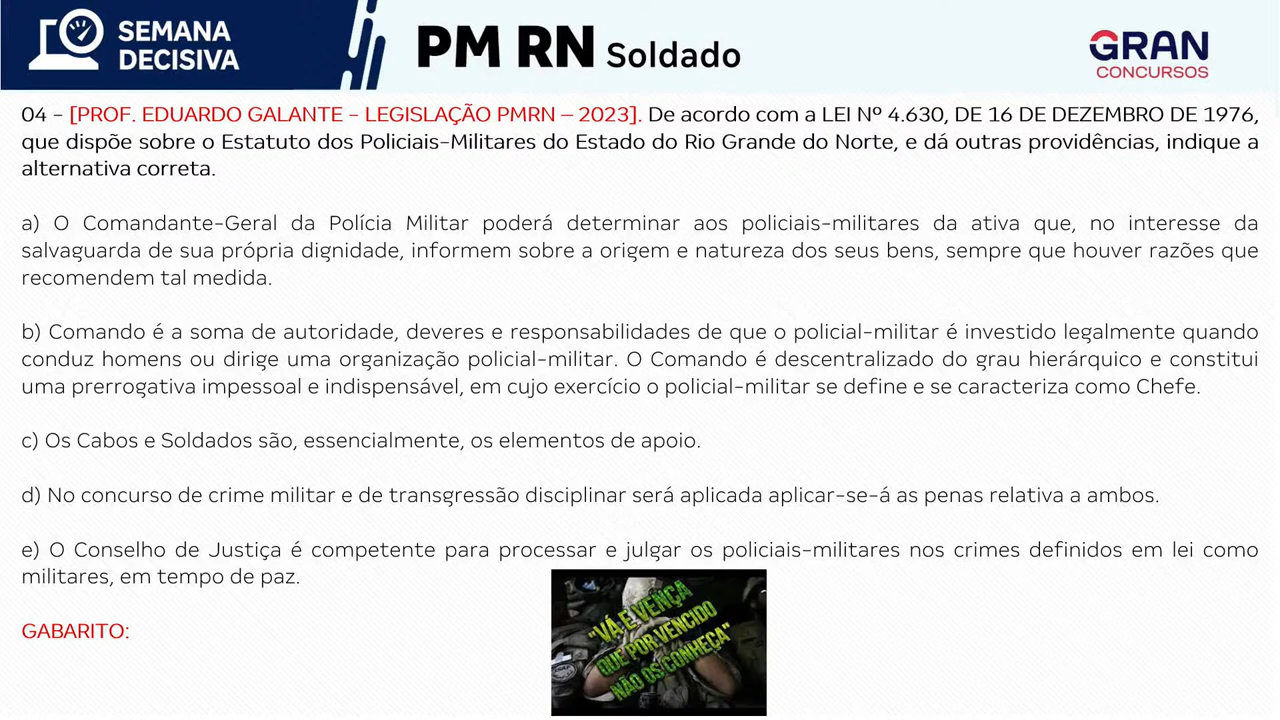 SEMANA
DECISIVA
PM RN Soldado
GRAN
CONCURSOS
04 - [PROF. EDUARDO GALANTE - LEGISLAÇÃO PMRN – 2023]. De acordo com a LEI Nº 4.630, DE 16 DE DEZEMBRO DE 1976,
que dispõe sobre o Estatuto dos Policiais-Militares do Estado do Rio Grande do Norte, e dá outras providências, indique a
alternativa correta.
a) O Comandante-Geral da Polícia Militar poderá determinar aos policiais-militares da ativa que, no interesse da
salvaguarda de sua própria dignidade, informem sobre a origem e natureza dos seus bens, sempre que houver razões que
recomendem tal medida.
b) Comando é a soma de autoridade, deveres e responsabilidades de que o policial-militar é investido legalmente quando
conduz homens ou dirige uma organização policial-militar. O Comando é descentralizado do grau hierárquico e constitui
uma prerrogativa impessoal e indispensável, em cujo exercício o policial-militar se define e se caracteriza como Chefe.
c) Os Cabos e Soldados são, essencialmente, os elementos de apoio.
d) No concurso de crime militar e de transgressão disciplinar será aplicada aplicar-se-á as penas relativa a ambos.
e) O Conselho de Justiça é competente para processar e julgar os policiais-militares nos crimes definidos em lei como
militares, em tempo de paz.
GABARITO:
"VÁ E VENÇA
QUE POR VENCIDO
NÃO OS CONHEÇA"